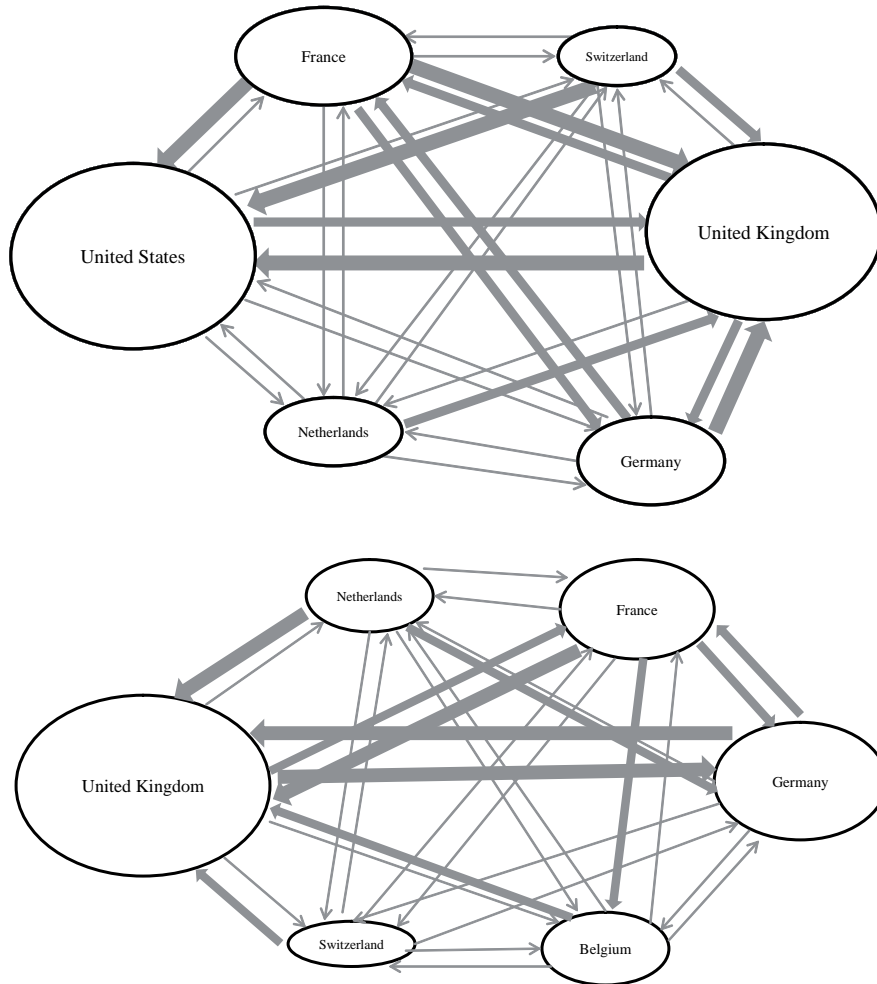 France
Switzerland
United States
United Kingdom
Netherlands
Germany
Netherlands
France
United Kingdom
Germany
Switzerland
Belgium